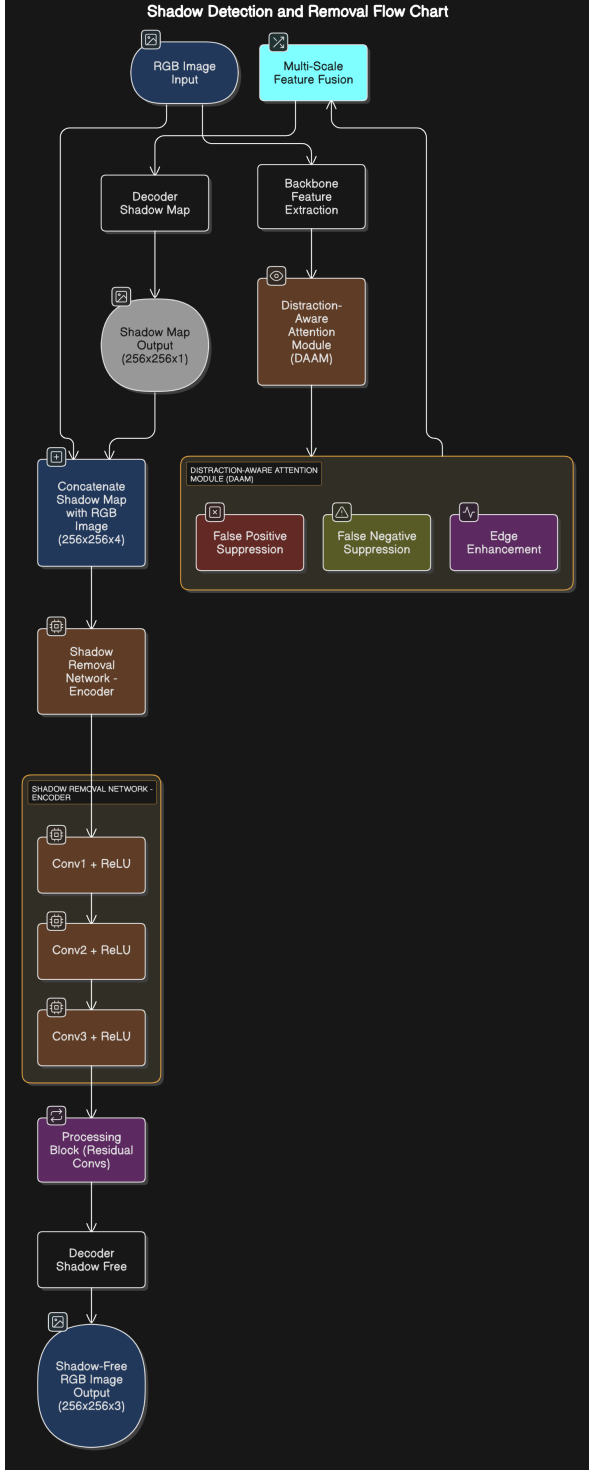 Shadow Detection and Removal Flow Chart
RGB Image
Input
Multi-Scale
Feature Fusion
Decoder
Shadow Map
Backbone
Feature
Extraction
Shadow Map
Output
(256x256x1)
Distraction-
Aware
Attention
Module
(DAAM)
Concatenate
Shadow Map
with RGB
Image
(256x256x4)
DISTRACTION-AWARE ATTENTION
MODULE (DAAM)
False Positive
Suppression
False Negative
Suppression
Edge
Enhancement
Shadow
Removal
Network -
Encoder
SHADOW REMOVAL NETWORK -
ENCODER
Conv1 + ReLU
Conv2 + ReLU
Conv3 + ReLU
Processing
Block (Residual
Convs)
Decoder
Shadow Free
Shadow-Free
RGB Image
Output
(256x256x3)